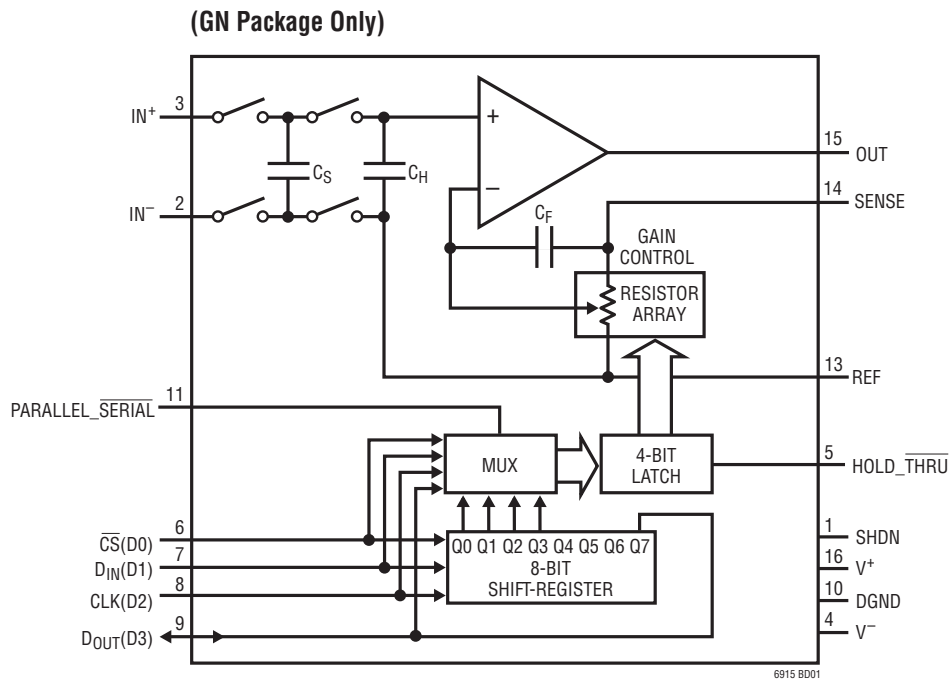 (GN Package Only)
IN+
3
IN−
2
CS
CH
+
−
CF
15
OUT
14
SENSE
GAIN
CONTROL
RESISTOR
ARRAY
13
REF
PARALLEL_SERIAL
11
MUX
4-BIT
LATCH
5
HOLD_THRU
CS(D0)
6
DIN(D1)
7
CLK(D2)
8
DOUT(D3)
9
Q0 Q1 Q2 Q3 Q4 Q5 Q6 Q7
8-BIT
SHIFT-REGISTER
1
SHDN
16
V+
10
DGND
4
V−
6915 BD01